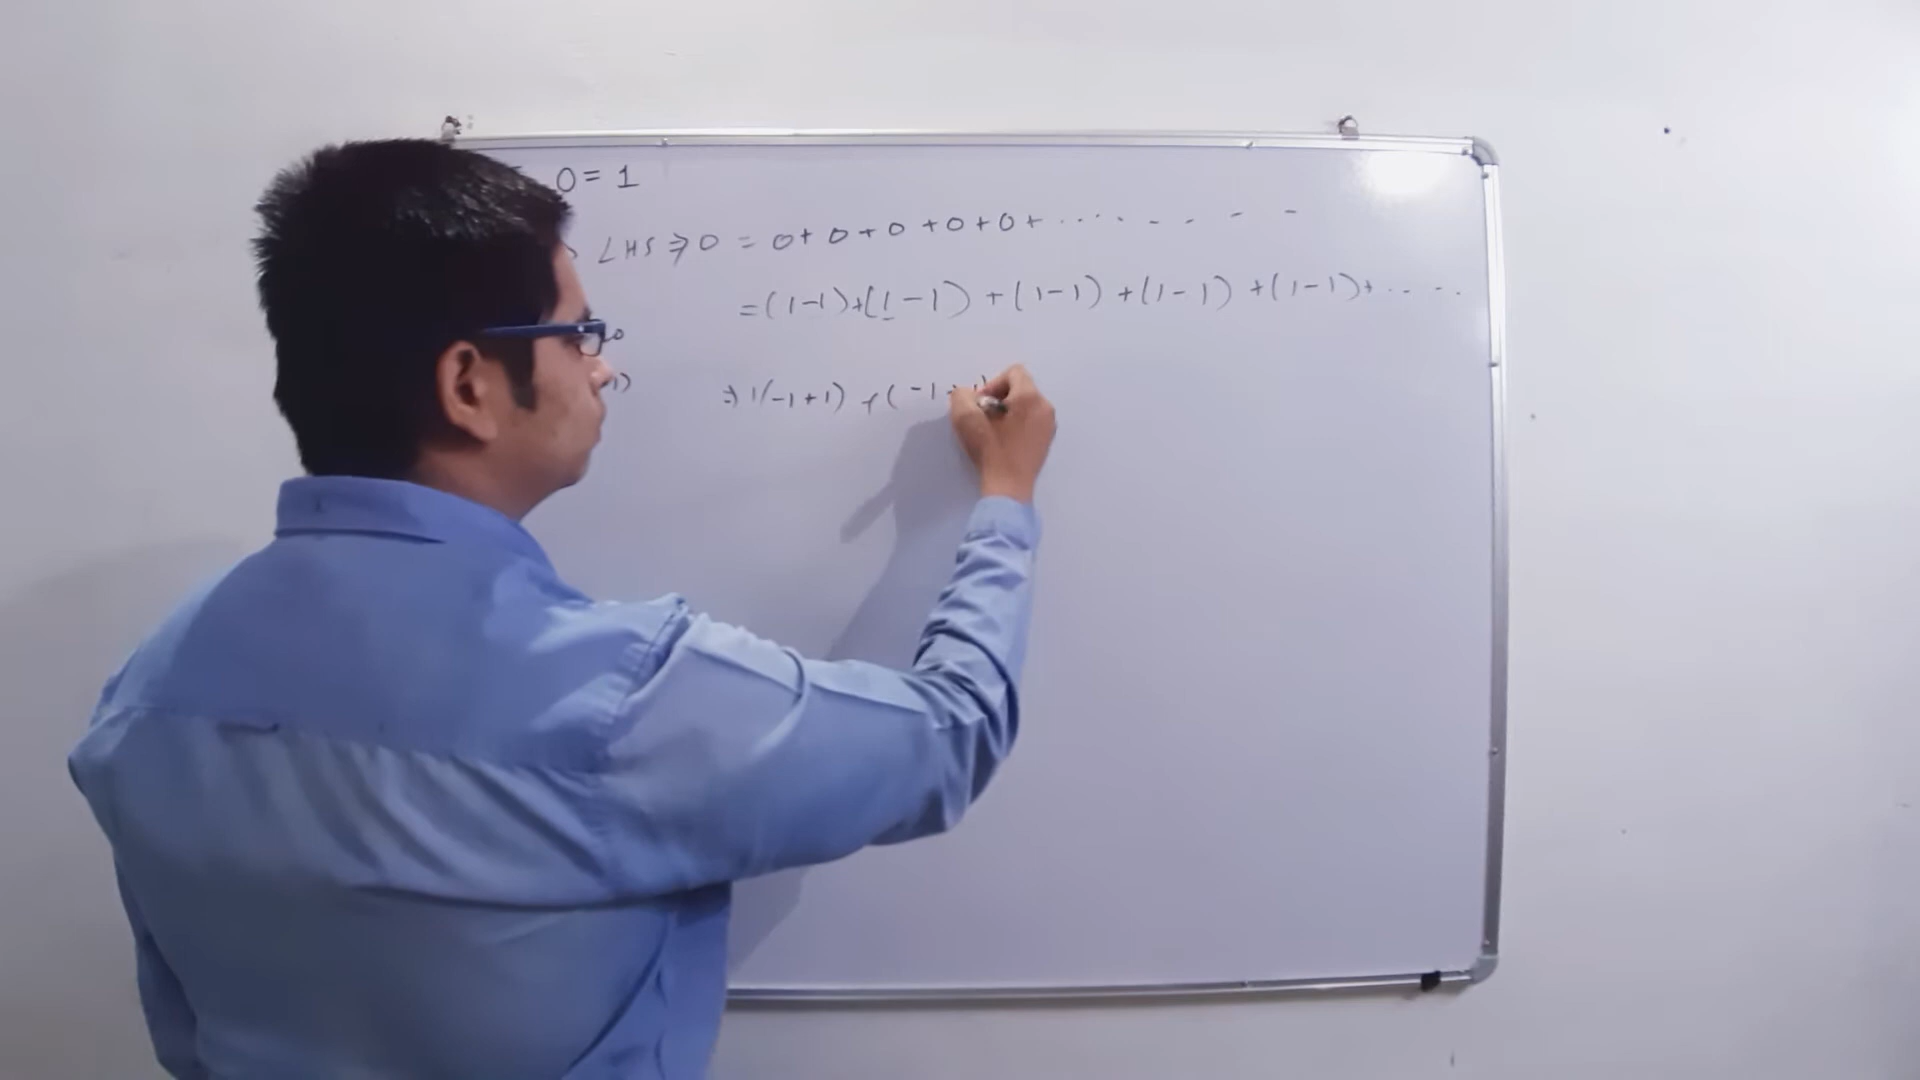 0 = 1
LHS ⇒ 0 = 0 + 0 + 0 + 0 + 0 + ..... - - - -
= (1-1)+(1-1) + (1-1) + (1-1) + (1-1)+ .. - ..
⇒ 1(-1+1) + (-1+1)